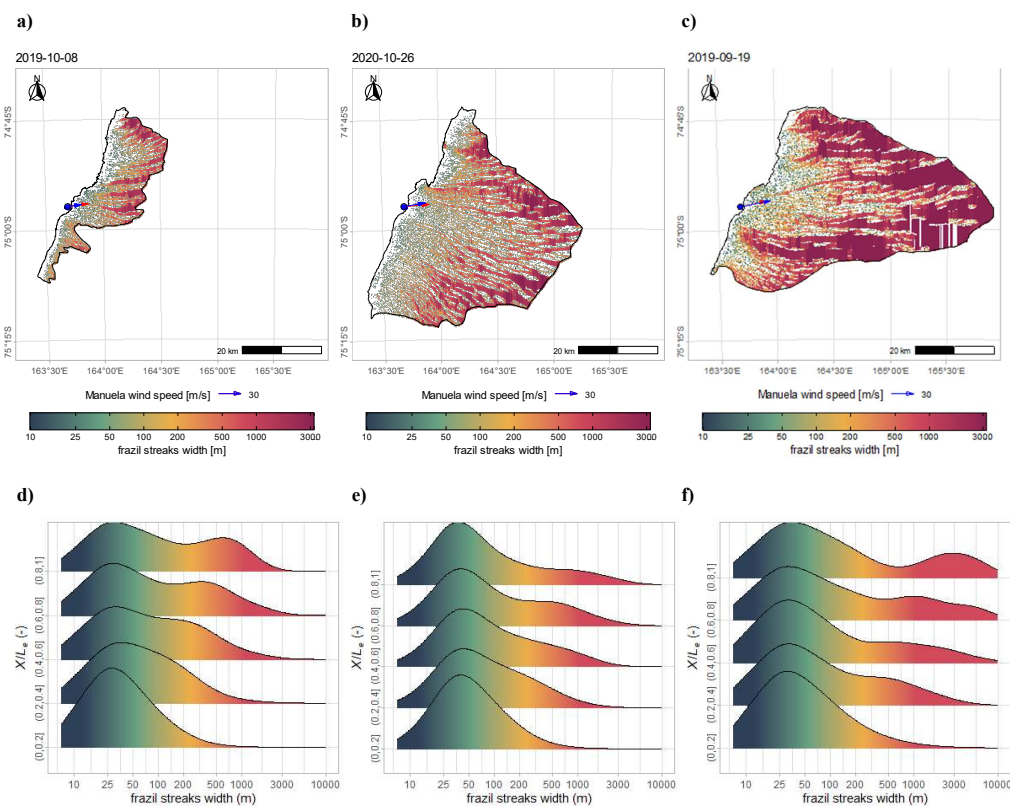 a)
b)
c)
2019-10-08
2020-10-26
2019-09-19
N
N
N
74°45'S
75°00'S
75°15'S
74°45'S
75°00'S
75°15'S
74°45'S
75°00'S
75°15'S
20 km
20 km
20 km
163°30'E 164°0'E 164°30'E 165°0'E 165°30'E
163°30'E 164°0'E 164°30'E 165°0'E 165°30'E
163°30'E 164°0'E 164°30'E 165°0'E 165°30'E
Manuela wind speed [m/s] 30
Manuela wind speed [m/s] 30
Manuela wind speed [m/s] 30
10 25 50 100 200 500 1000 3000
10 25 50 100 200 500 1000 3000
10 25 50 100 200 500 1000 3000
frazil streaks width [m]
frazil streaks width [m]
frazil streaks width [m]
d)
e)
f)
X/Lₑ (-)
(0.8,1]
(0.6,0.8]
(0.4,0.6]
(0.2,0.4]
(0,0.2]
X/Lₑ (-)
(0.8,1]
(0.6,0.8]
(0.4,0.6]
(0.2,0.4]
(0,0.2]
X/Lₑ (-)
(0.8,1]
(0.6,0.8]
(0.4,0.6]
(0.2,0.4]
(0,0.2]
10 20 50 100 200 500 1000 3000 10000
10 20 50 100 200 500 1000 3000 10000
10 20 50 100 200 500 1000 3000 10000
frazil streaks width (m)
frazil streaks width (m)
frazil streaks width (m)